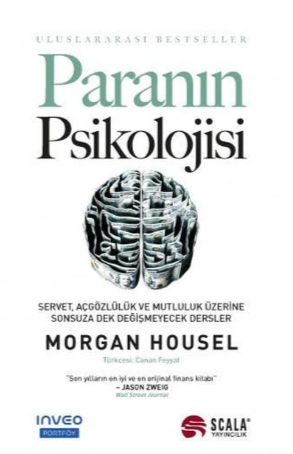 ULUSLARARASI BESTSELLER
Paranın
Psikolojisi
SERVET, AÇGÖZLÜLÜK VE MUTLULUK ÜZERİNE
SONSUZA DEK DEĞİŞMEYECEK DERSLER
MORGAN HOUSEL
Türkçesi: Canan Feyyat
"Son yılların en iyi ve en orijinal finans kitabı"
– JASON ZWEIG
Wall Street Journal
INVEO
PORTFÖY
SCALA
YAYINCILIK